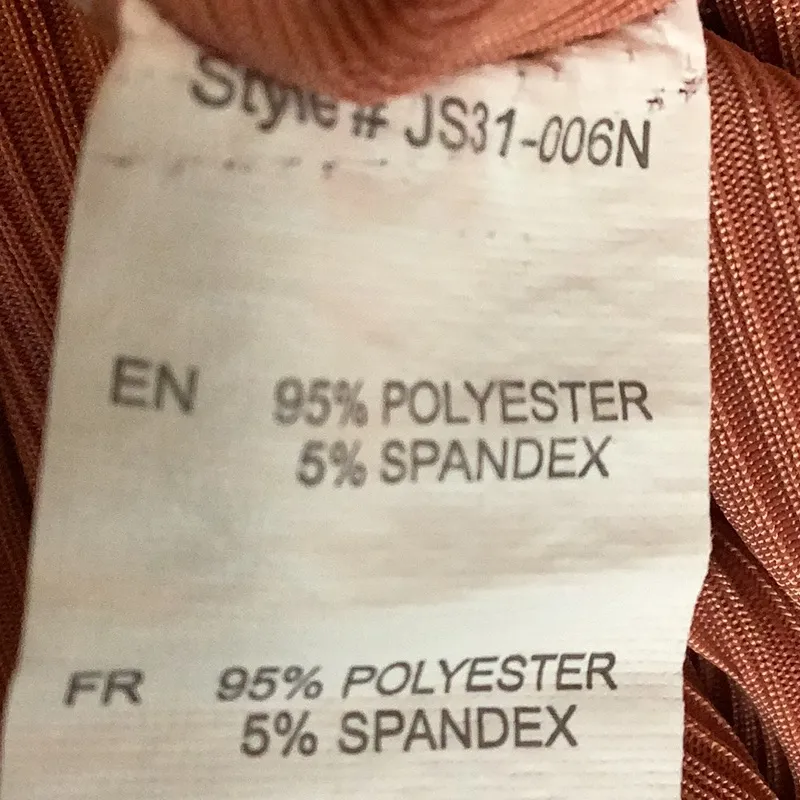 Style # JS31-006N
EN 95% POLYESTER
5% SPANDEX
FR 95% POLYESTER
5% SPANDEX